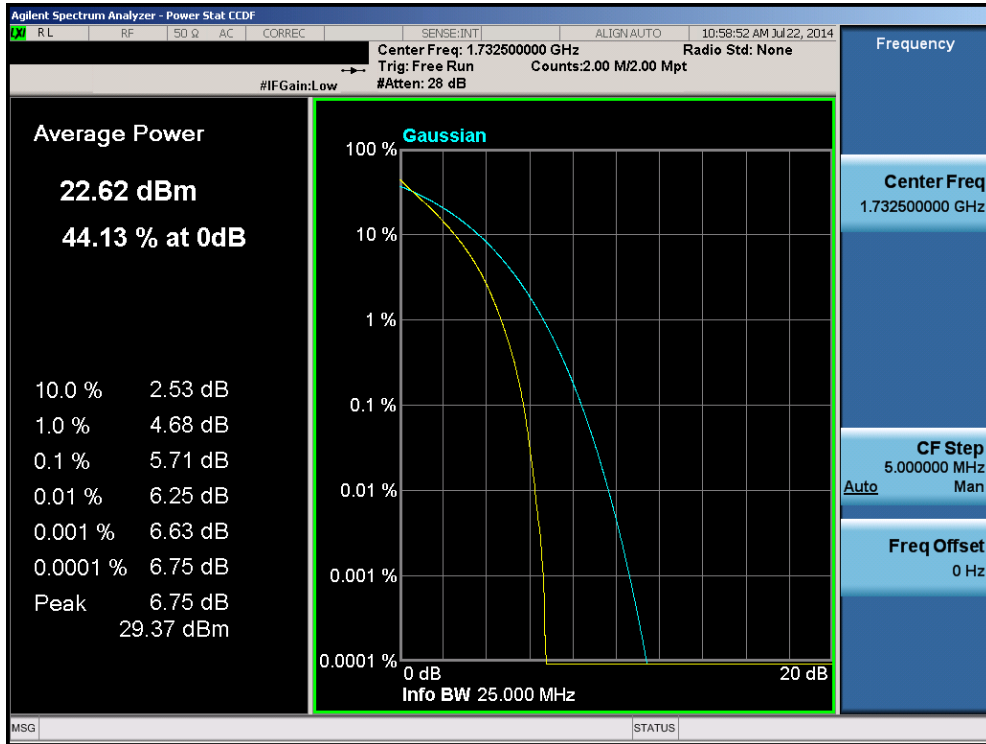 Agilent Spectrum Analyzer - Power Stat CCDF
LXI RL RF 50 Ω AC CORREC SENSE:INT ALIGN AUTO 10:58:52 AM Jul 22, 2014
Center Freq: 1.732500000 GHz Radio Std: None
Trig: Free Run Counts:2.00 M/2.00 Mpt
#IFGain:Low #Atten: 28 dB
Frequency
Center Freq
1.732500000 GHz
CF Step
5.000000 MHz
Auto Man
Freq Offset
0 Hz
Average Power
22.62 dBm
44.13 % at 0dB
10.0 % 2.53 dB
1.0 % 4.68 dB
0.1 % 5.71 dB
0.01 % 6.25 dB
0.001 % 6.63 dB
0.0001 % 6.75 dB
Peak 6.75 dB
29.37 dBm
Gaussian
100 %
10 %
1 %
0.1 %
0.01 %
0.001 %
0.0001 %
0 dB 20 dB
Info BW 25.000 MHz
MSG STATUS